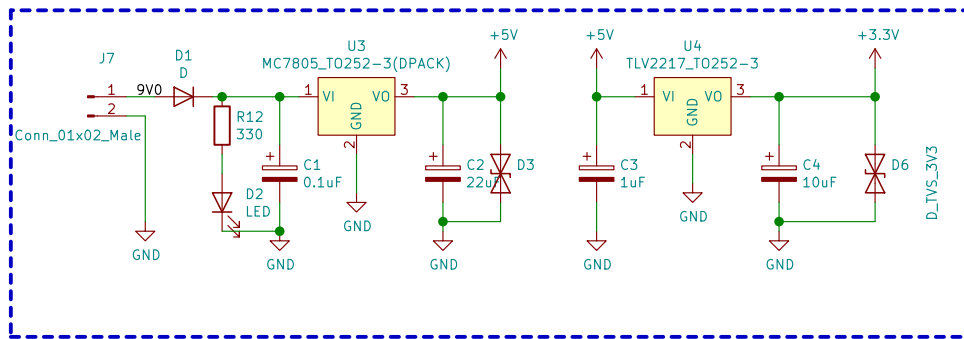 J7
1
2
Conn_01x02_Male
9V0
GND
D1
D
R12
330
D2
LED
C1
0.1uF
GND
U3
MC7805_TO252-3(DPACK)
1
VI
VO
3
GND
2
GND
+5V
C2
22uF
D3
GND
+5V
C3
1uF
GND
U4
TLV2217_TO252-3
1
VI
VO
3
GND
2
GND
+3.3V
C4
10uF
D6
D_TVS_3V3
GND